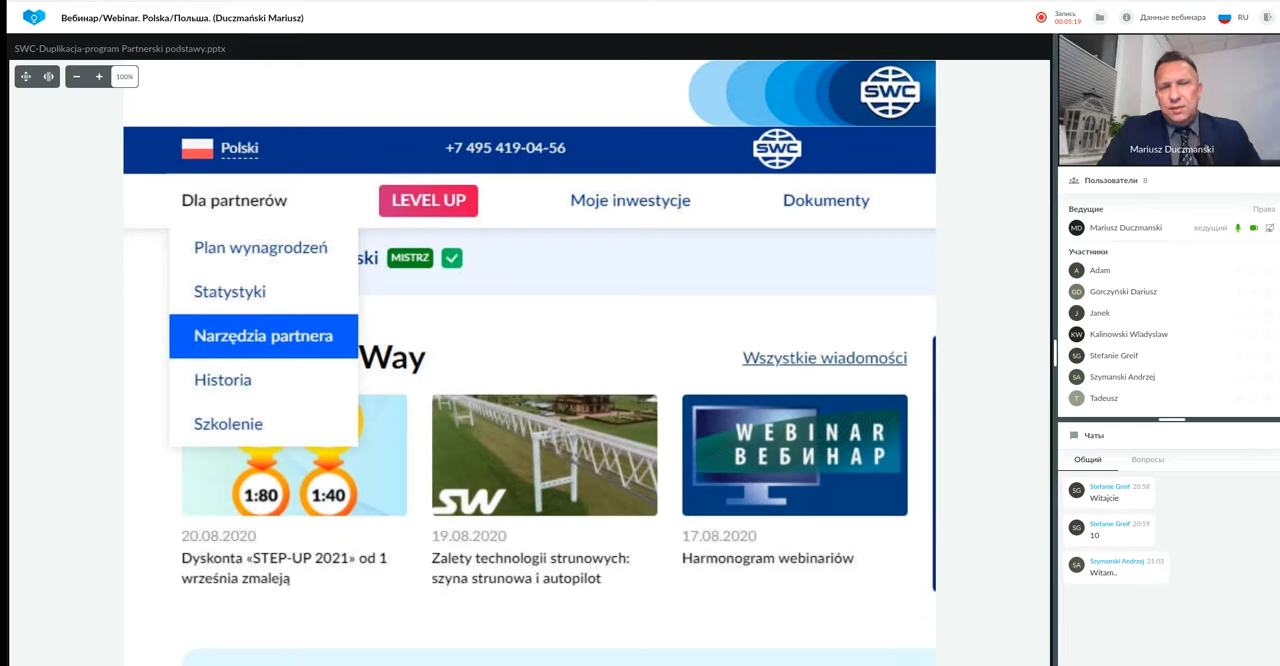 Вебинар/Webinar. Polska/Польша. (Duczmański Mariusz)
Запись
00:05:19
Данные вебинара
RU
SWC-Duplikacja-program Partnerski podstawy.pptx
100%
SWC
Polski
+7 495 419-04-56
SWC
Dla partnerów
LEVEL UP
Moje inwestycje
Dokumenty
Plan wynagrodzeń
ski
MISTRZ
Statystyki
Narzędzia partnera
Way
Wszystkie wiadomości
Historia
Szkolenie
1:80
1:40
SW
WEBINAR
ВЕБИНАР
20.08.2020
Dyskonta «STEP-UP 2021» od 1
września zmaleją
19.08.2020
Zalety technologii strunowych:
szyna strunowa i autopilot
17.08.2020
Harmonogram webinariów
Mariusz Duczmanski
Пользователи 8
Ведущие
Права
MD
Mariusz Duczmanski
ведущий
Участники
A
Adam
GD
Górczyński Dariusz
J
Janek
KW
Kalinowski Wladyslaw
SG
Stefanie Greif
SA
Szymanski Andrzej
T
Tadeusz
Чаты
Общий
Вопросы
SG
Stefanie Greif 20:58
Witajcie
SG
Stefanie Greif 20:59
10
SA
Szymanski Andrzej 21:03
Witam..